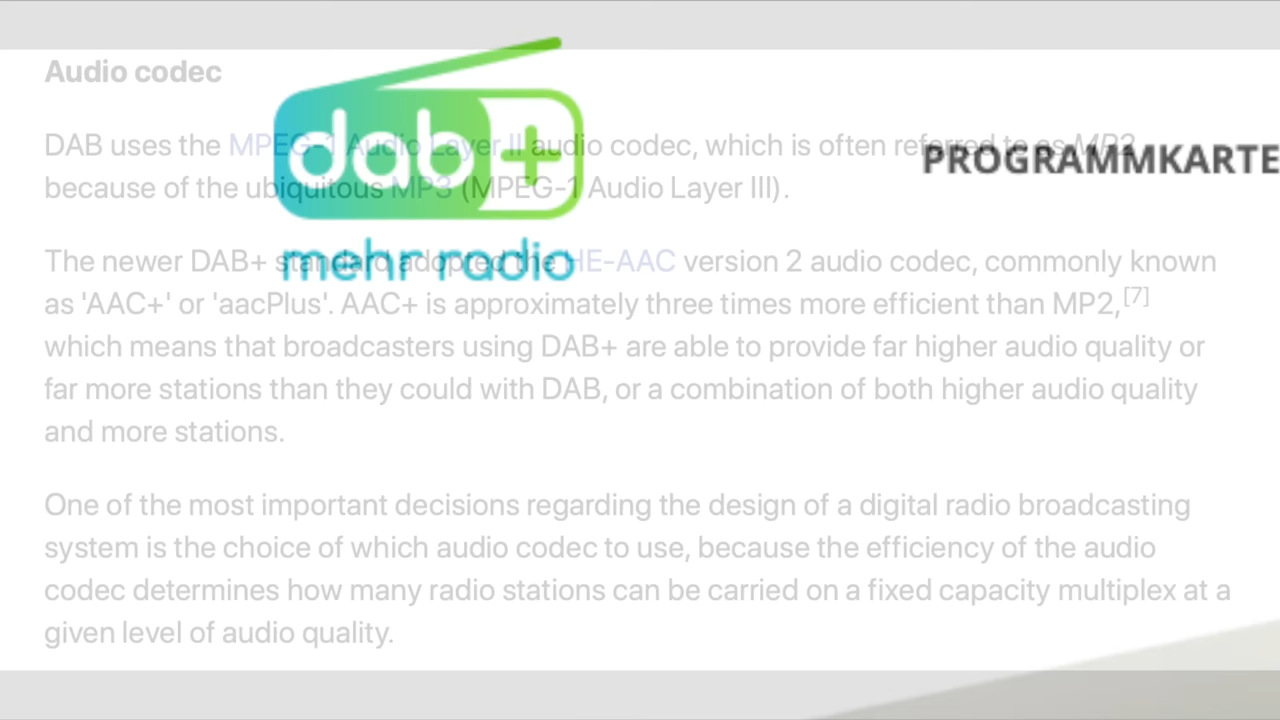 Audio codec
DAB uses the MPEG-1 Audio Layer II audio codec, which is often referred to as MP2
because of the ubiquitous MP3 (MPEG-1 Audio Layer III).
The newer DAB+ standard adopted the HE-AAC version 2 audio codec, commonly known
as 'AAC+' or 'aacPlus'. AAC+ is approximately three times more efficient than MP2,[7]
which means that broadcasters using DAB+ are able to provide far higher audio quality or
far more stations than they could with DAB, or a combination of both higher audio quality
and more stations.
One of the most important decisions regarding the design of a digital radio broadcasting
system is the choice of which audio codec to use, because the efficiency of the audio
codec determines how many radio stations can be carried on a fixed capacity multiplex at a
given level of audio quality.
dab+
mehr radio
PROGRAMMKARTE